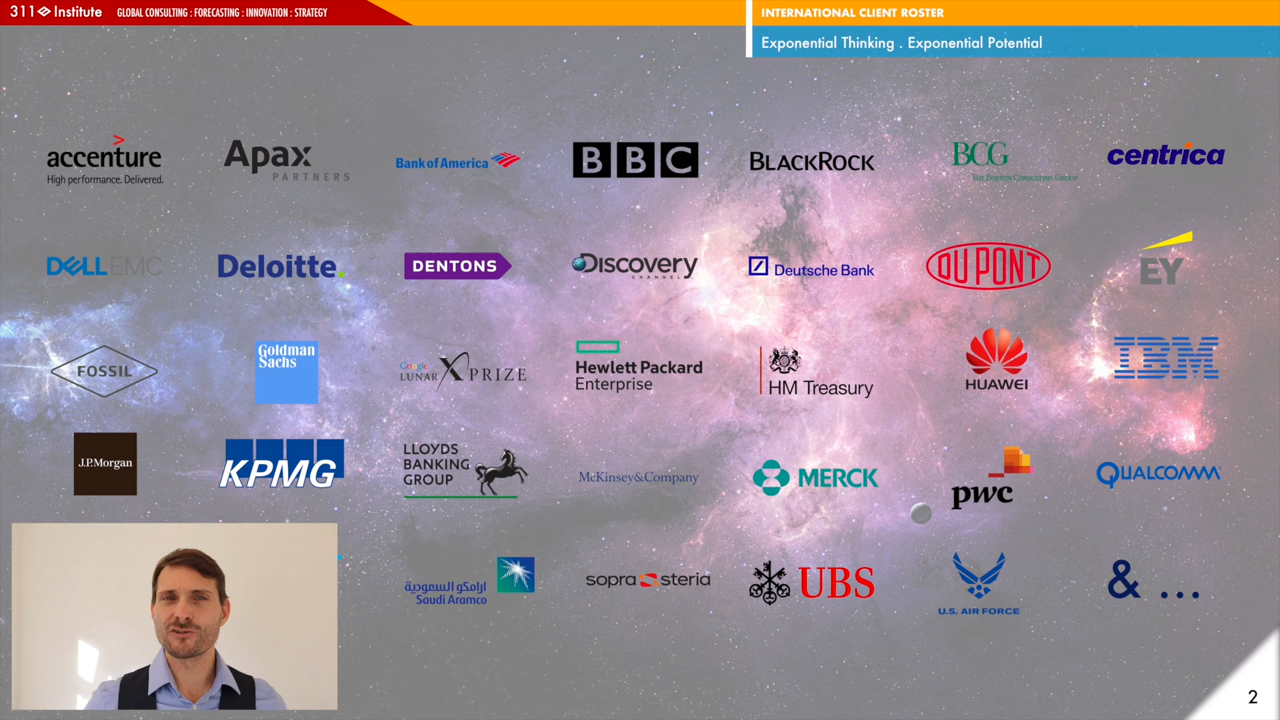 311 Institute
GLOBAL CONSULTING : FORECASTING : INNOVATION : STRATEGY
INTERNATIONAL CLIENT ROSTER
Exponential Thinking . Exponential Potential
accenture
High performance. Delivered.
Apax
PARTNERS
Bank of America
BBC
BLACKROCK
BCG
THE BOSTON CONSULTING GROUP
centrica
DELL EMC
Deloitte.
DENTONS
Discovery
CHANNEL
Deutsche Bank
DU PONT
EY
FOSSIL
Goldman
Sachs
Google
LUNAR XPRIZE
Hewlett Packard
Enterprise
HM Treasury
HUAWEI
IBM
J.P.Morgan
KPMG
LLOYDS
BANKING
GROUP
McKinsey&Company
MERCK
pwc
QUALCOMM
ارامكو السعودية
Saudi Aramco
sopra steria
UBS
U.S. AIR FORCE
& ...
2